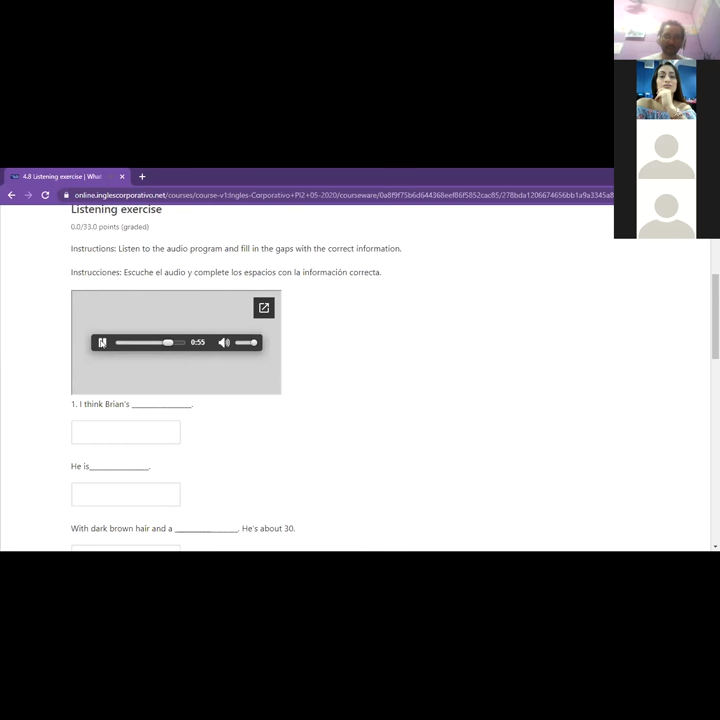 4.8 Listening exercise | What
online.inglescorporativo.net/courses/course-v1:Ingles-Corporativo+PI2+05-2020/courseware/0a8f9f75b6d644368eef86f5852cac85/278bda1206674656bb1a9a3345a8
Listening exercise
0.0/33.0 points (graded)
Instructions: Listen to the audio program and fill in the gaps with the correct information.
Instrucciones: Escuche el audio y complete los espacios con la información correcta.
0:55
1. I think Brian's _______________.
He is_______________.
With dark brown hair and a ________________. He's about 30.